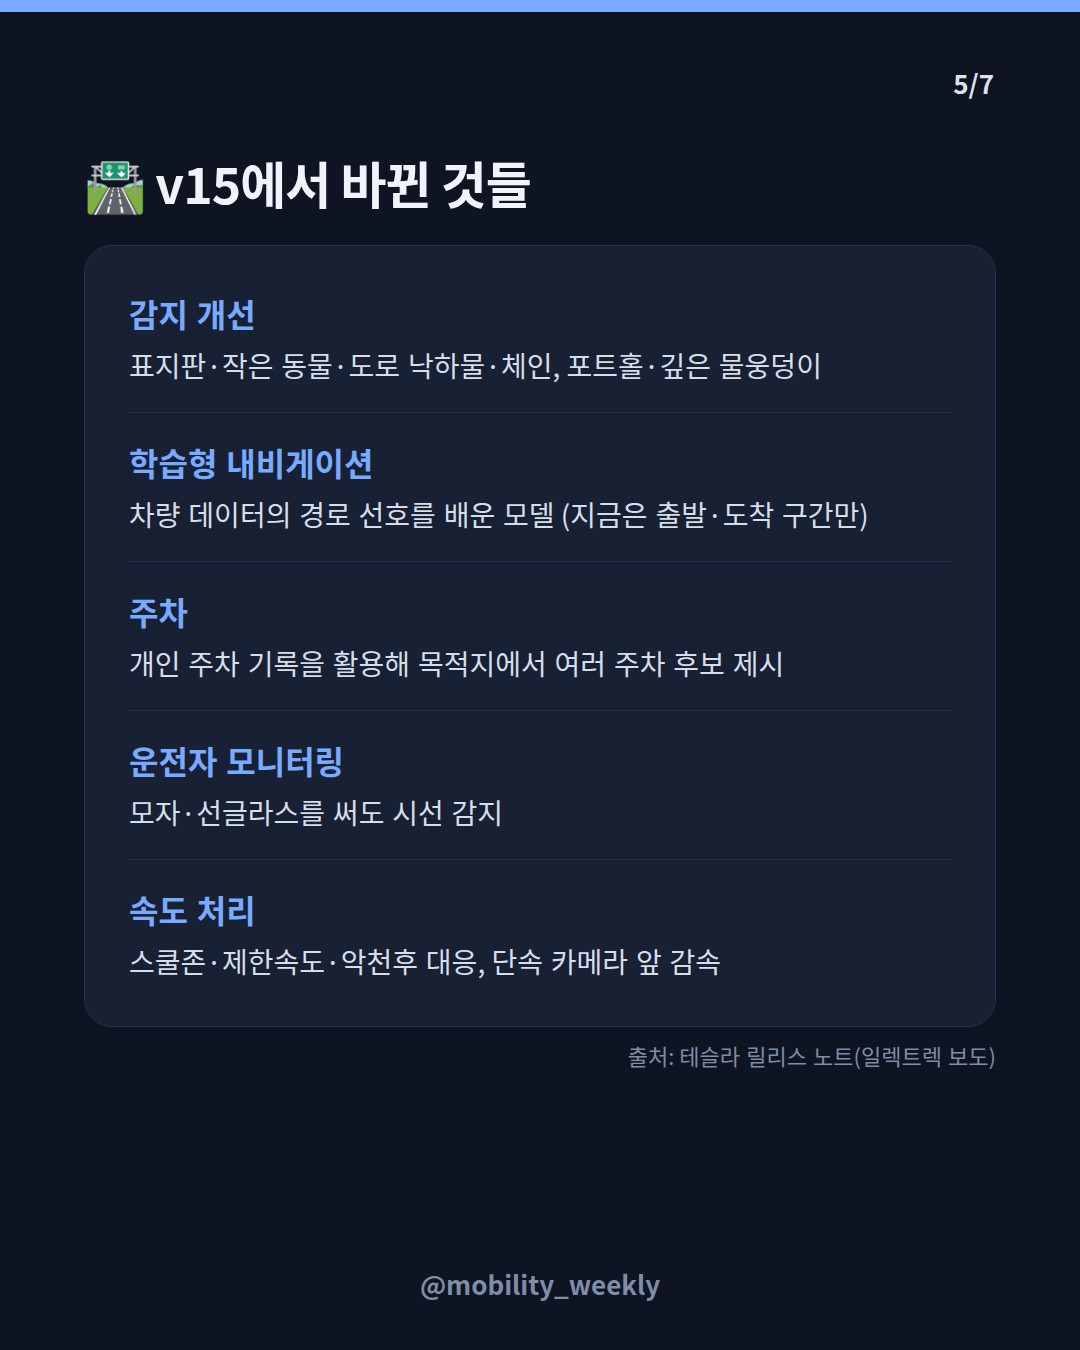 5/7
v15에서 바뀐 것들
감지 개선
표지판·작은 동물·도로 낙하물·체인, 포트홀·깊은 물웅덩이
학습형 내비게이션
차량 데이터의 경로 선호를 배운 모델 (지금은 출발·도착 구간만)
주차
개인 주차 기록을 활용해 목적지에서 여러 주차 후보 제시
운전자 모니터링
모자·선글라스를 써도 시선 감지
속도 처리
스쿨존·제한속도·악천후 대응, 단속 카메라 앞 감속
출처: 테슬라 릴리스 노트(일렉트렉 보도)
@mobility_weekly